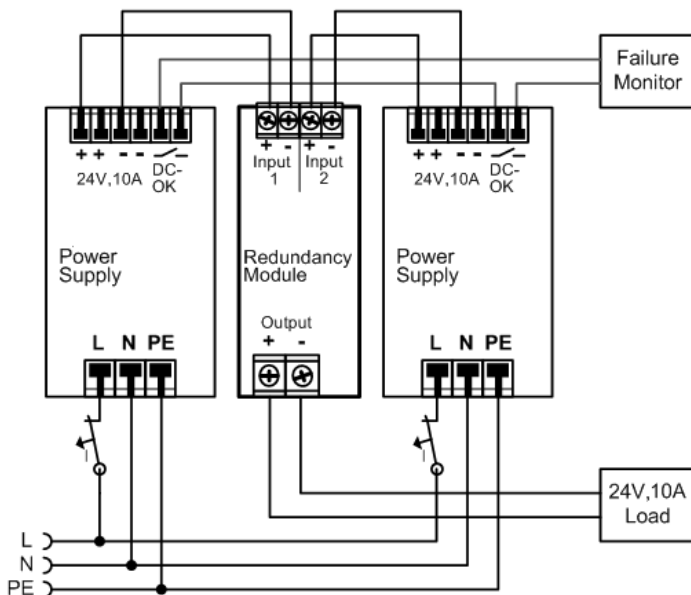 Failure
Monitor
+ + - -
24V,10A
DC-
OK
Power
Supply
L N PE
+ - + -
Input
1
Input
2
Redundancy
Module
Output
+ -
+ + - -
24V,10A
DC-
OK
Power
Supply
L N PE
24V,10A
Load
L
N
PE